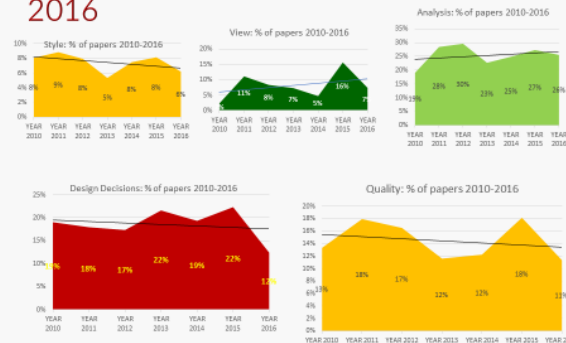 2016
Style: % of papers 2010-2016
10%
8%
6%
4%
2%
0%
8%
9%
8%
5%
8%
8%
6%
YEAR 2010
YEAR 2011
YEAR 2012
YEAR 2013
YEAR 2014
YEAR 2015
YEAR 2016
View: % of papers 2010-2016
20%
15%
10%
5%
0%
11%
8%
7%
5%
16%
7%
YEAR 2010
YEAR 2011
YEAR 2012
YEAR 2013
YEAR 2014
YEAR 2015
YEAR 2016
Analysis: % of papers 2010-2016
35%
30%
25%
20%
15%
10%
5%
0%
19%
28%
30%
23%
25%
27%
26%
YEAR 2010
YEAR 2011
YEAR 2012
YEAR 2013
YEAR 2014
YEAR 2015
YEAR 2016
Design Decisions: % of papers 2010-2016
25%
20%
15%
10%
5%
0%
18%
17%
22%
19%
22%
12%
YEAR 2010
YEAR 2011
YEAR 2012
YEAR 2013
YEAR 2014
YEAR 2015
YEAR 2016
Quality: % of papers 2010-2016
20%
18%
16%
14%
12%
10%
8%
6%
4%
2%
0%
13%
18%
17%
12%
12%
18%
11%
YEAR 2010 YEAR 2011 YEAR 2012 YEAR 2013 YEAR 2014 YEAR 2015 YEAR